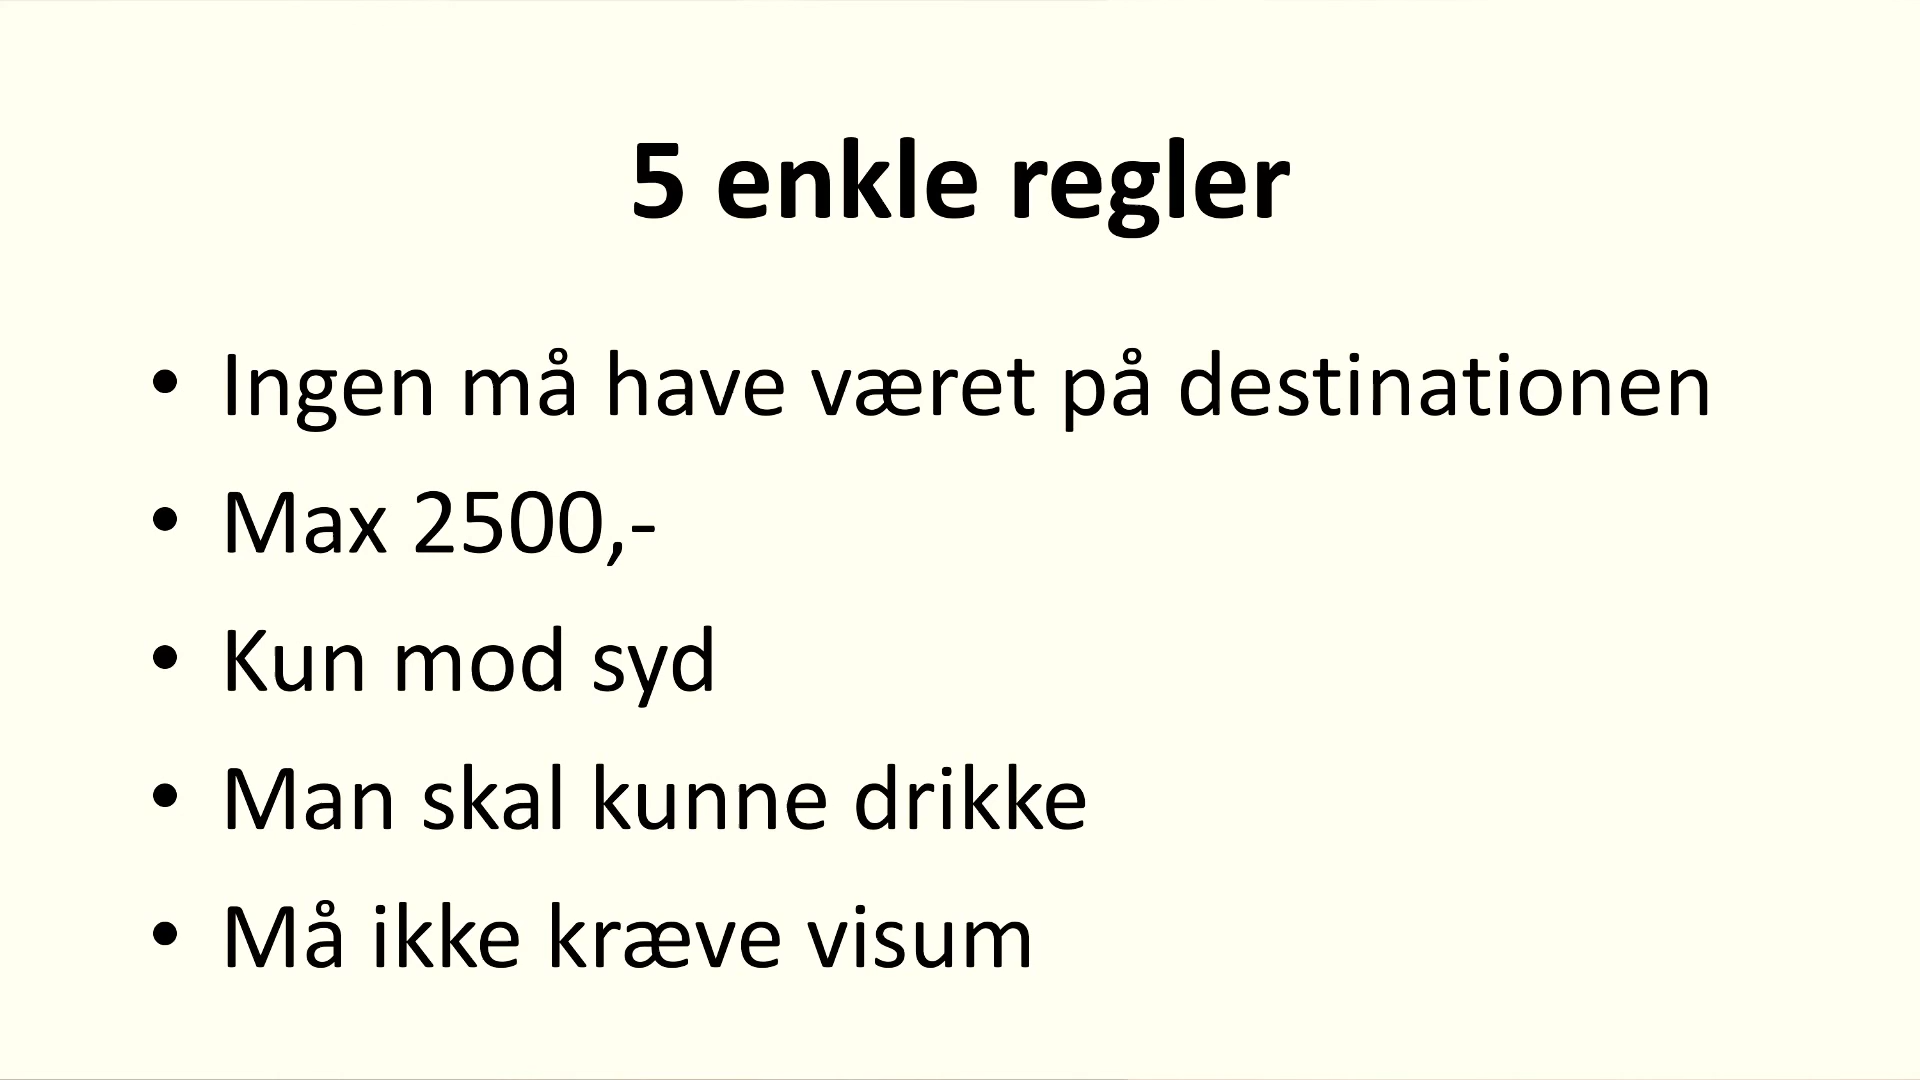 5 enkle regler
• Ingen må have været på destinationen
• Max 2500,-
• Kun mod syd
• Man skal kunne drikke
• Må ikke kræve visum